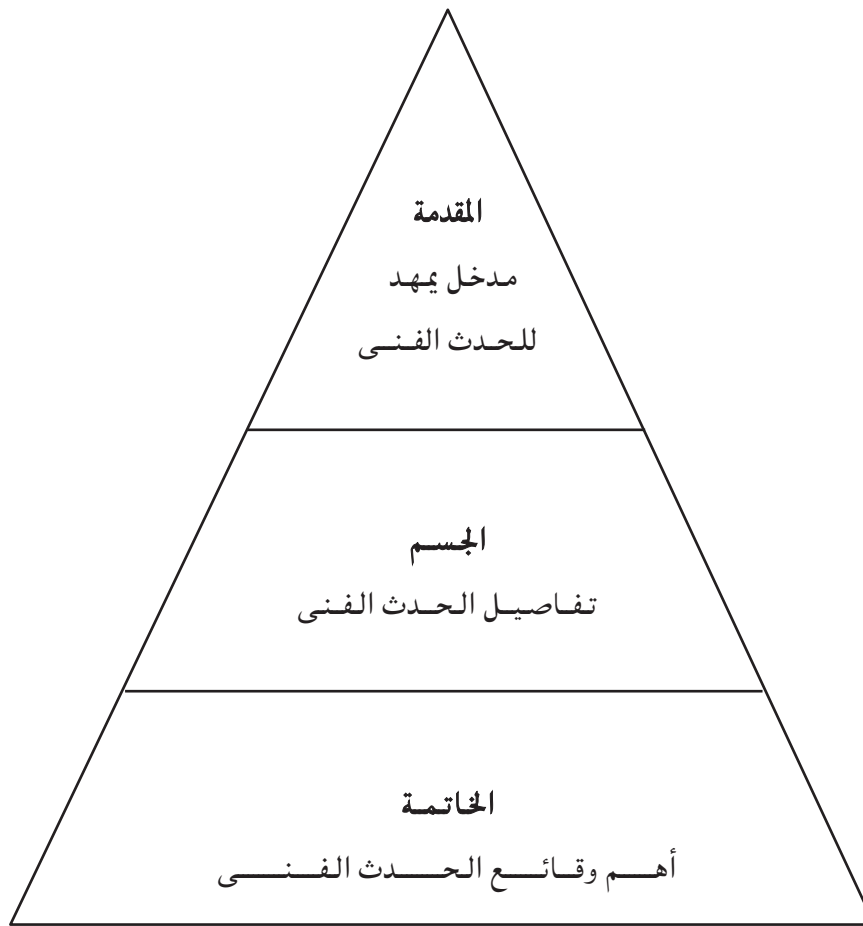 المقدمة
مدخل يمهد
للحدث الفنى
الجسم
تفاصيل الحدث الفنى
الخاتمة
أهم وقائع الحدث الفنى